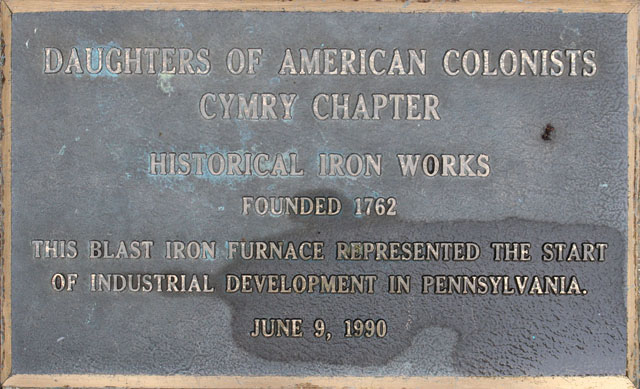 DAUGHTERS OF AMERICAN COLONISTS
CYMRY CHAPTER
HISTORICAL IRON WORKS
FOUNDED 1762
THIS BLAST IRON FURNACE REPRESENTED THE START
OF INDUSTRIAL DEVELOPMENT IN PENNSYLVANIA.
JUNE 9, 1990